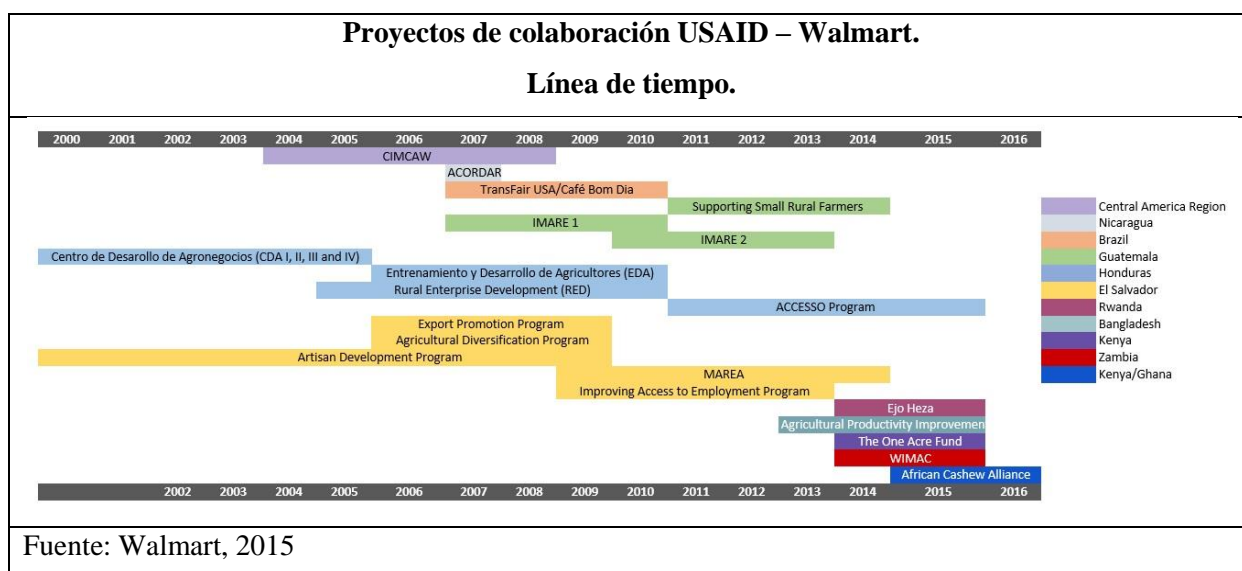 Proyectos de colaboración USAID – Walmart.
Línea de tiempo.
2000 2001 2002 2003 2004 2005 2006 2007 2008 2009 2010 2011 2012 2013 2014 2015 2016
CIMCAW
ACORDAR
TransFair USA/Café Bom Dia
Supporting Small Rural Farmers
IMARE 1
IMARE 2
Centro de Desarollo de Agronegocios (CDA I, II, III and IV)
Entrenamiento y Desarrollo de Agricultores (EDA)
Rural Enterprise Development (RED)
ACCESSO Program
Export Promotion Program
Agricultural Diversification Program
Artisan Development Program
MAREA
Improving Access to Employment Program
Ejo Heza
Agricultural Productivity Improvemen
The One Acre Fund
WIMAC
African Cashew Alliance
2002 2003 2004 2005 2006 2007 2008 2009 2010 2011 2012 2013 2014 2015 2016
Central America Region
Nicaragua
Brazil
Guatemala
Honduras
El Salvador
Rwanda
Bangladesh
Kenya
Zambia
Kenya/Ghana
Fuente: Walmart, 2015